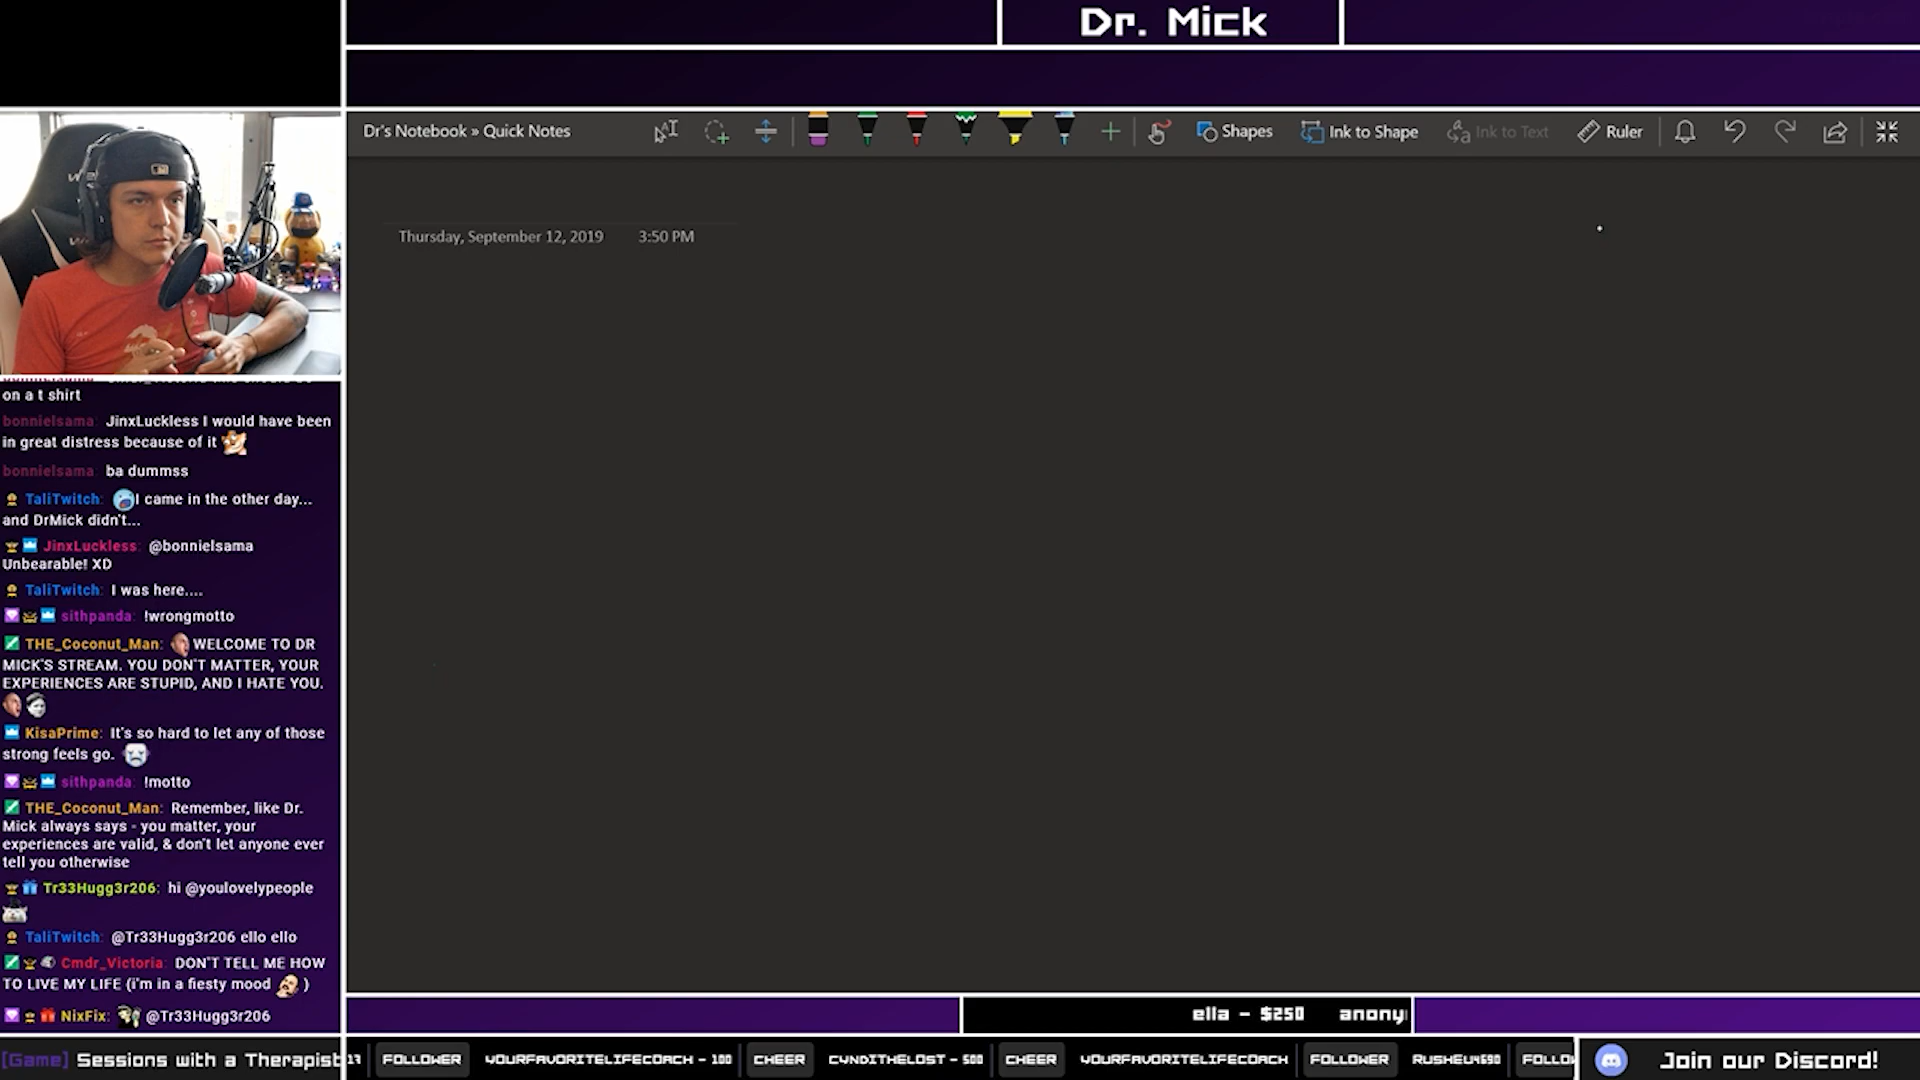 Dr. Mick
Dr's Notebook » Quick Notes
Shapes
Ink to Shape
Ink to Text
Ruler
Thursday, September 12, 2019 3:50 PM
on a t shirt
bonnielsama: JinxLuckless I would have been
in great distress because of it
bonnielsama: ba dummss
TaliTwitch: I came in the other day...
and DrMick didn't...
JinxLuckless: @bonnielsama
Unbearable! XD
TaliTwitch: I was here....
sithpanda: !wrongmotto
THE_Coconut_Man: WELCOME TO DR
MICK'S STREAM. YOU DON'T MATTER, YOUR
EXPERIENCES ARE STUPID, AND I HATE YOU.
KisaPrime: It's so hard to let any of those
strong feels go.
sithpanda: !motto
THE_Coconut_Man: Remember, like Dr.
Mick always says - you matter, your
experiences are valid, & don't let anyone ever
tell you otherwise
Tr33Hugg3r206: hi @youlovelypeople
TaliTwitch: @Tr33Hugg3r206 ello ello
Cmdr_Victoria: DON'T TELL ME HOW
TO LIVE MY LIFE (i'm in a fiesty mood )
NixFix: @Tr33Hugg3r206
ella - $250 anony
[Game] Sessions with a Therapist
FOLLOWER YOURFAVORITELIFECOACH - 100 CHEER CYNDITHELOST - 500 CHEER YOURFAVORITELIFECOACH FOLLOWER RUSHEU4690 FOLLO
Join our Discord!